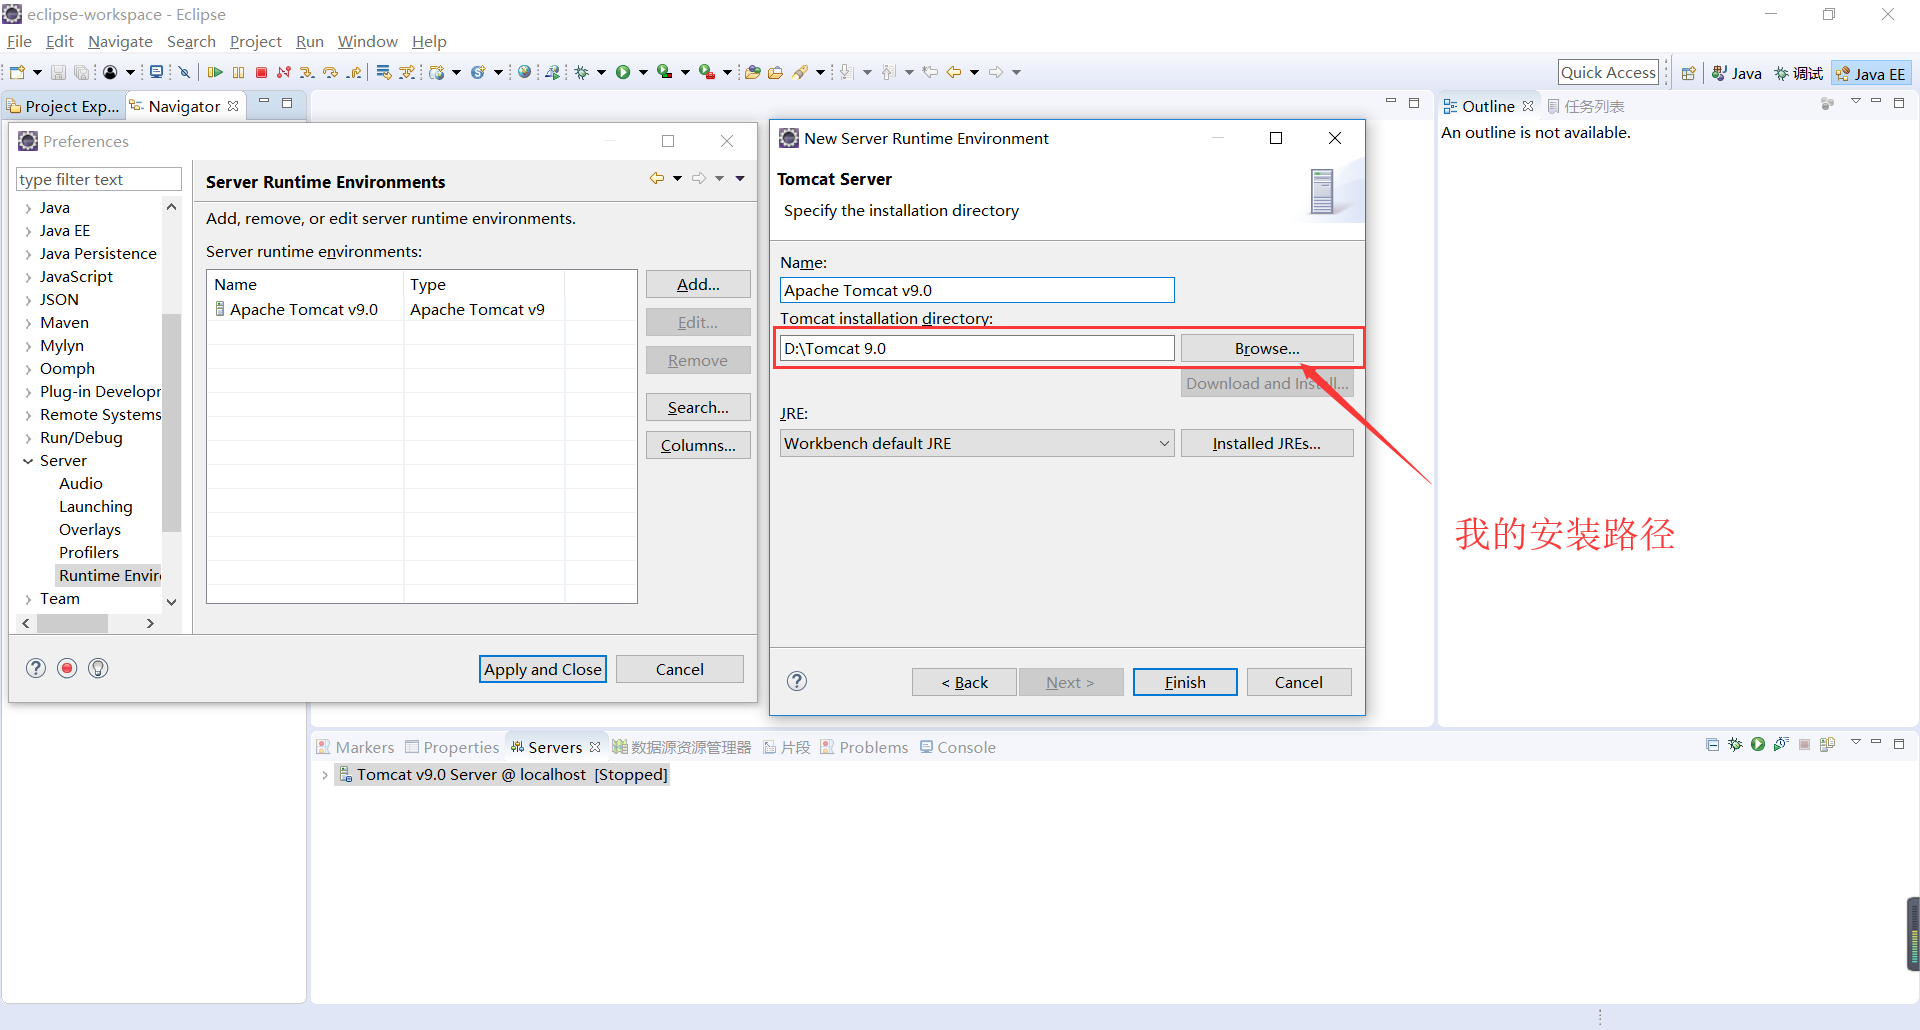 eclipse-workspace - Eclipse
File Edit Navigate Search Project Run Window Help
Quick Access Java 调试 Java EE
Project Exp... Navigator
Outline 任务列表
An outline is not available.
Preferences
type filter text
Java
Java EE
Java Persistence
JavaScript
JSON
Maven
Mylyn
Oomph
Plug-in Developr
Remote Systems
Run/Debug
Server
Audio
Launching
Overlays
Profilers
Runtime Enviro
Team
Server Runtime Environments
Add, remove, or edit server runtime environments.
Server runtime environments:
Name Type
Apache Tomcat v9.0 Apache Tomcat v9
Add...
Edit...
Remove
Search...
Columns...
Apply and Close Cancel
New Server Runtime Environment
Tomcat Server
Specify the installation directory
Name:
Apache Tomcat v9.0
Tomcat installation directory:
D:\Tomcat 9.0 Browse...
Download and Install...
JRE:
Workbench default JRE Installed JREs...
< Back Next > Finish Cancel
我的安装路径
Markers Properties Servers 数据源资源管理器 片段 Problems Console
Tomcat v9.0 Server @ localhost [Stopped]